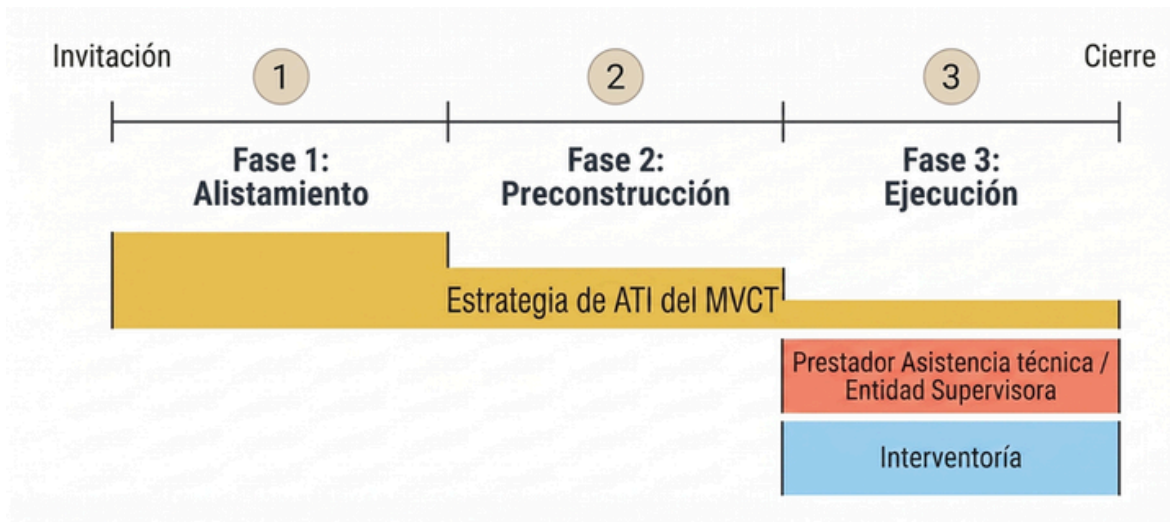 Invitación
1
2
3
Cierre
Fase 1:
Alistamiento
Fase 2:
Preconstrucción
Fase 3:
Ejecución
Estrategia de ATI del MVCT
Prestador Asistencia técnica /
Entidad Supervisora
Interventoría